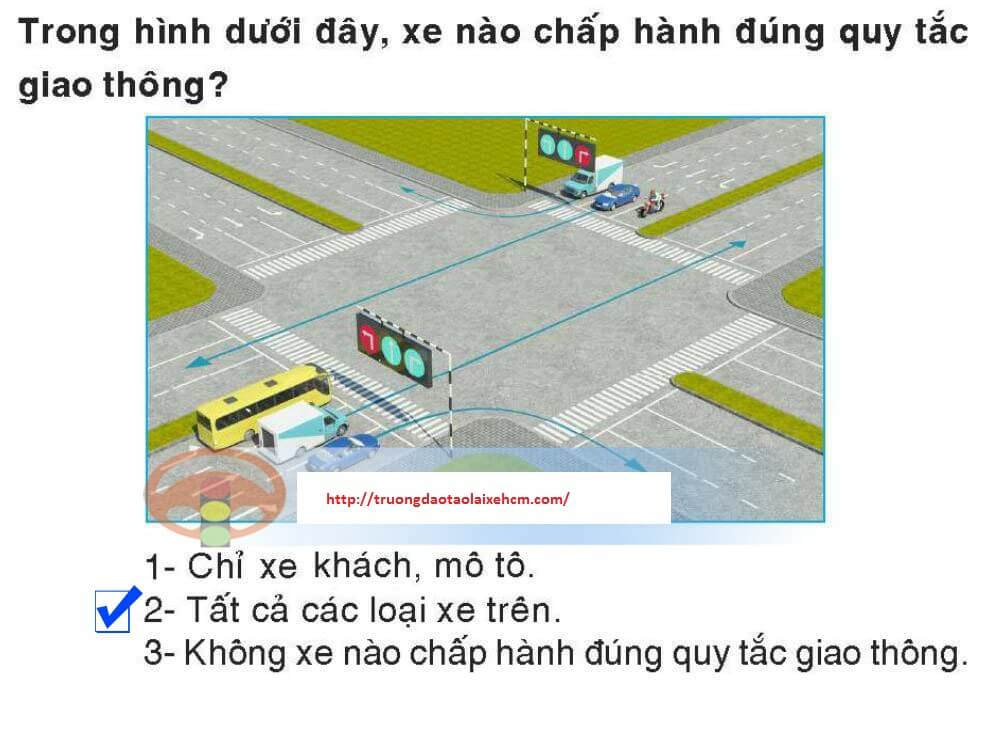 Trong hình dưới đây, xe nào chấp hành đúng quy tắc
giao thông?
http://truongdaotaolaixehcm.com/
1- Chỉ xe khách, mô tô.
2- Tất cả các loại xe trên.
3- Không xe nào chấp hành đúng quy tắc giao thông.